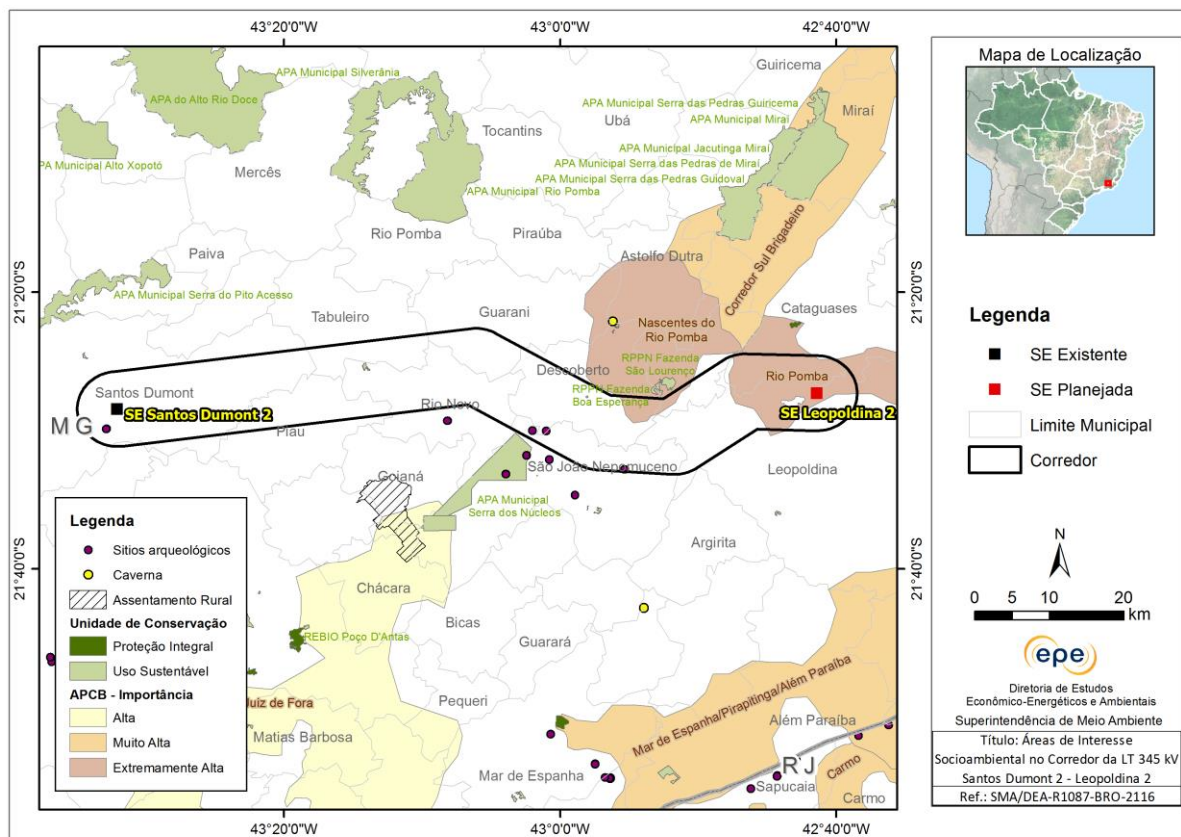 43°20'0"W
43°0'0"W
42°40'0"W
21°20'0"S
21°40'0"S
21°20'0"S
21°40'0"S
43°20'0"W
43°0'0"W
42°40'0"W
APA Municipal Silverânia
Guiricema
APA do Alto Rio Doce
APA Municipal Serra das Pedras Guiricema
Miraí
Ubá
APA Municipal Miraí
Tocantins
APA Municipal Jacutinga Miraí
APA Municipal Alto Xopotó
APA Municipal Serra das Pedras de Miraí
Mercês
APA Municipal Serra das Pedras Guidoval
APA Municipal Rio Pomba
Rio Pomba
Piraúba
Corredor Sul Brigadeiro
Paiva
Astolfo Dutra
APA Municipal Serra do Pito Acesso
Tabuleiro
Guarani
Cataguases
Nascentes do
Rio Pomba
Descoberto
RPPN Fazenda
São Lourenço
Rio Pomba
Santos Dumont
RPPN Fazenda
Boa Esperança
SE Santos Dumont 2
Rio Novo
SE Leopoldina 2
M G
Piau
Goianá
São João Nepomuceno
Leopoldina
APA Municipal
Serra dos Núcleos
Argirita
Chácara
Bicas
REBIO Poço D'Antas
Guarará
Pequeri
Juiz de Fora
Mar de Espanha/Pirapitinga/Além Paraíba
Além Paraíba
Matias Barbosa
Mar de Espanha
R J
Sapucaia
Carmo
Carmo
Legenda
Sitios arqueológicos
Caverna
Assentamento Rural
Unidade de Conservação
Proteção Integral
Uso Sustentável
APCB - Importância
Alta
Muito Alta
Extremamente Alta
Mapa de Localização
Legenda
SE Existente
SE Planejada
Limite Municipal
Corredor
N
0 5 10 20
km
epe
Diretoria de Estudos
Econômico-Energéticos e Ambientais
Superintendência de Meio Ambiente
Título: Áreas de Interesse
Socioambiental no Corredor da LT 345 kV
Santos Dumont 2 - Leopoldina 2
Ref.: SMA/DEA-R1087-BRO-2116